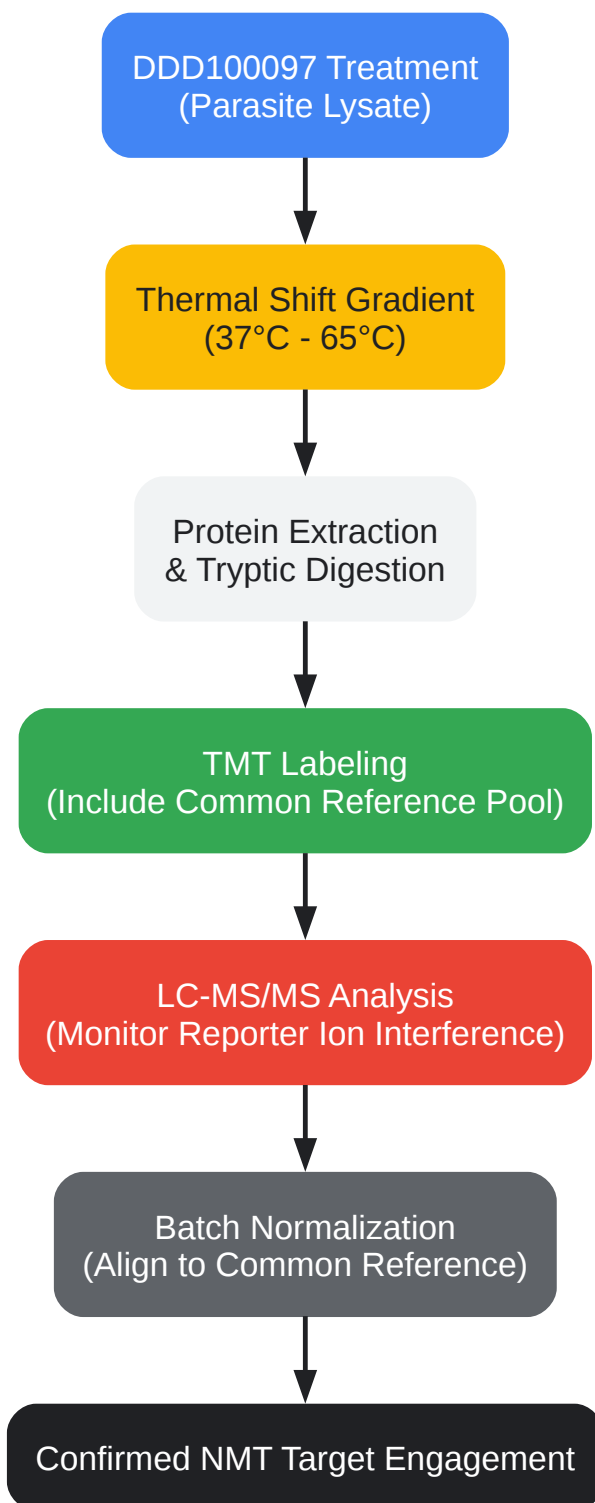 DDD100097 Treatment
(Parasite Lysate)
Thermal Shift Gradient
(37°C - 65°C)
Protein Extraction
& Tryptic Digestion
TMT Labeling
(Include Common Reference Pool)
LC-MS/MS Analysis
(Monitor Reporter Ion Interference)
Batch Normalization
(Align to Common Reference)
Confirmed NMT Target Engagement